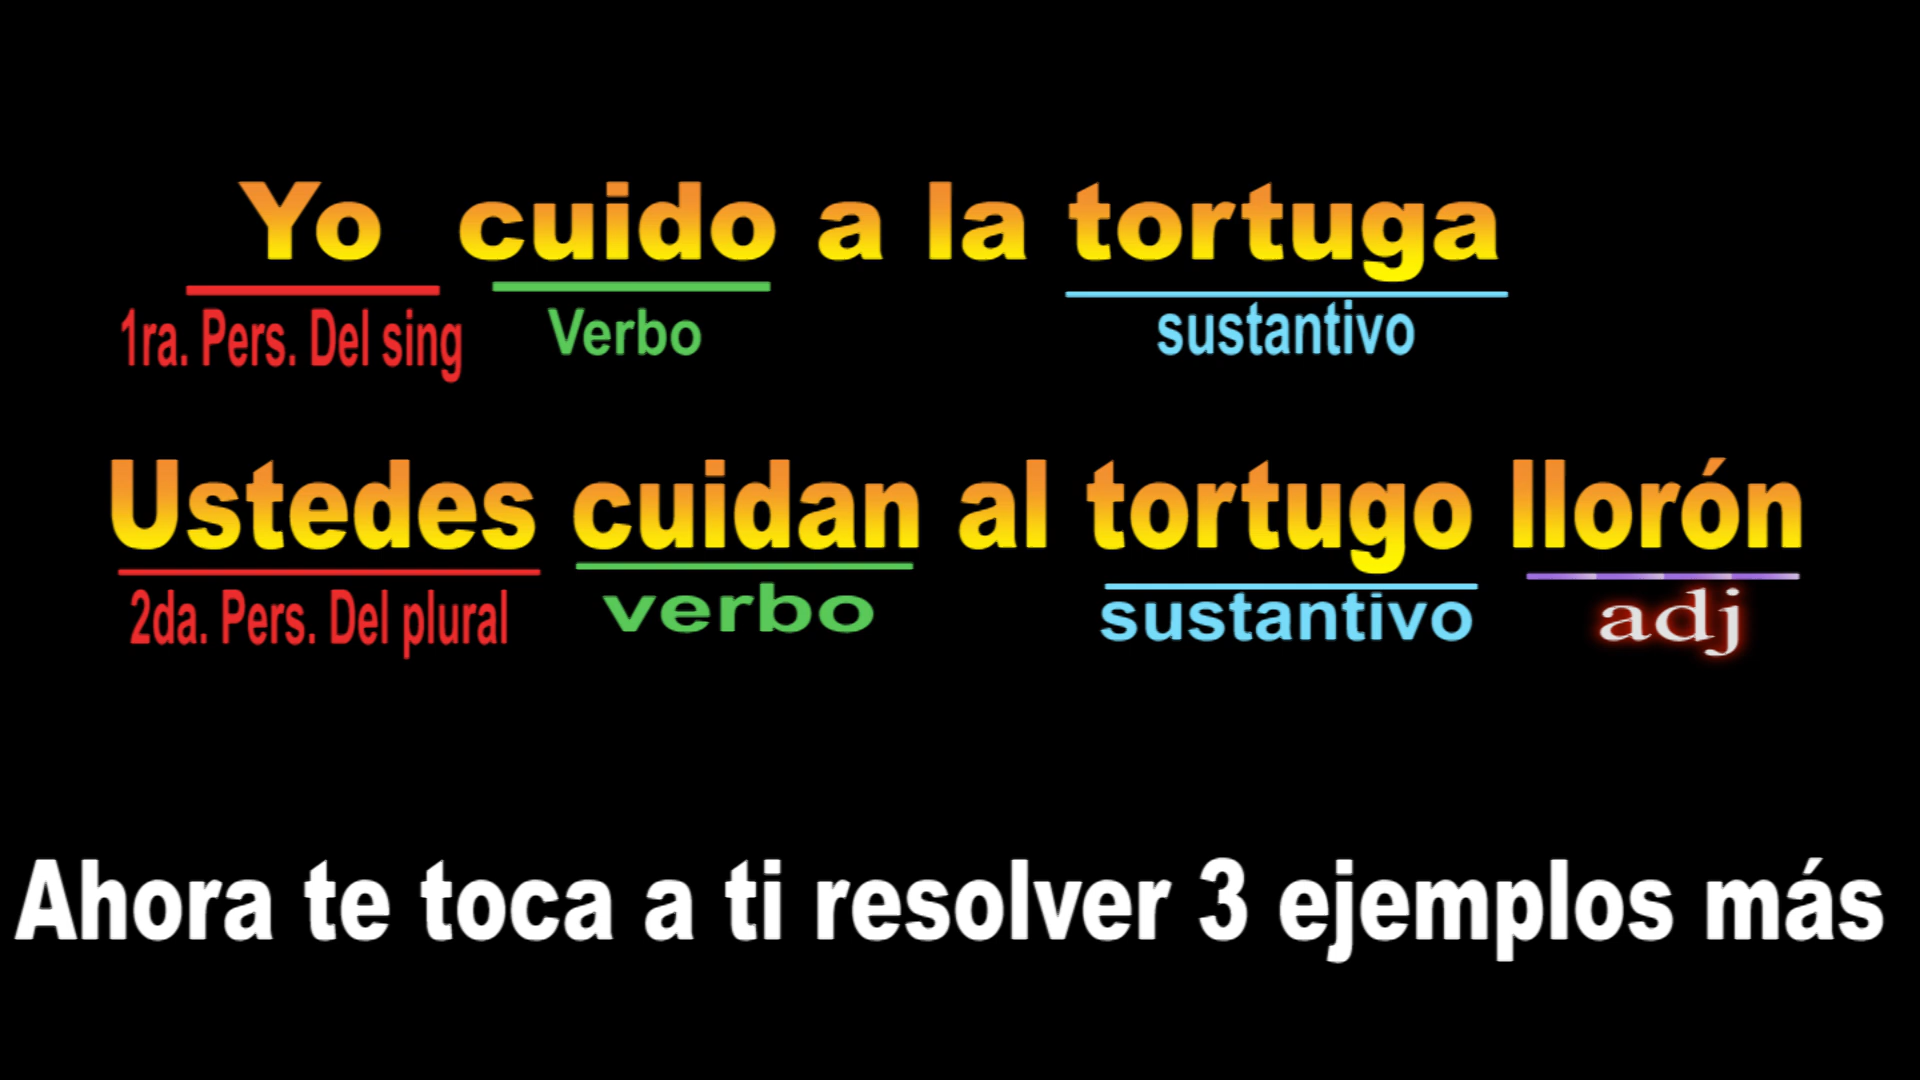 Yo cuido a la tortuga
1ra. Pers. Del sing Verbo sustantivo
Ustedes cuidan al tortugo llorón
2da. Pers. Del plural verbo sustantivo adj
Ahora te toca a ti resolver 3 ejemplos más